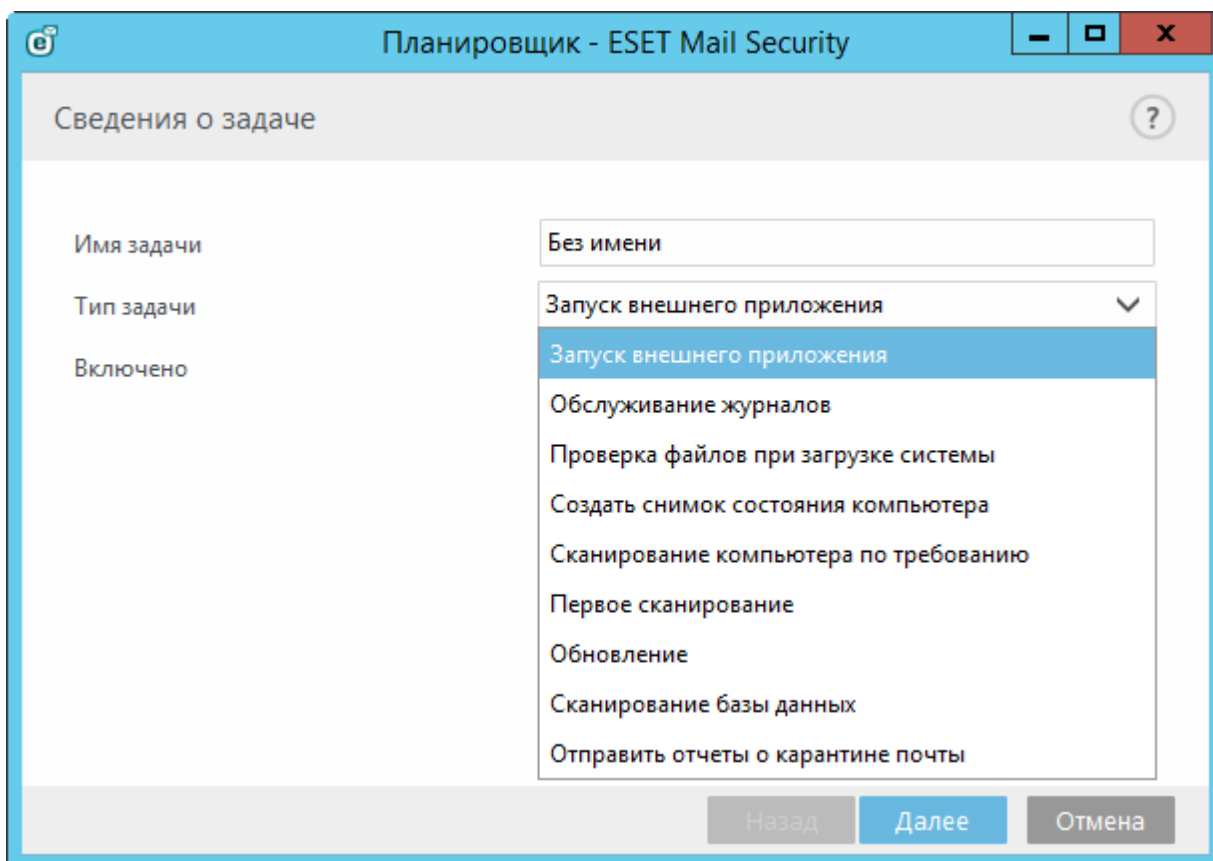 Планировщик - ESET Mail Security
Сведения о задаче
?
Имя задачи
Без имени
Тип задачи
Запуск внешнего приложения
Включено
Запуск внешнего приложения
Обслуживание журналов
Проверка файлов при загрузке системы
Создать снимок состояния компьютера
Сканирование компьютера по требованию
Первое сканирование
Обновление
Сканирование базы данных
Отправить отчеты о карантине почты
Назад
Далее
Отмена